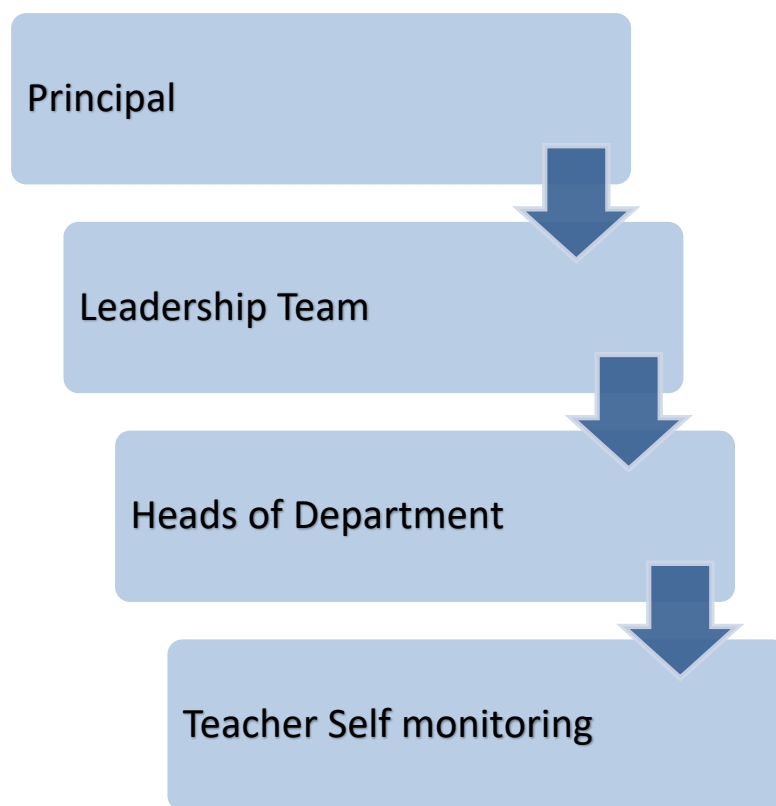 Principal
Leadership Team
Heads of Department
Teacher Self monitoring